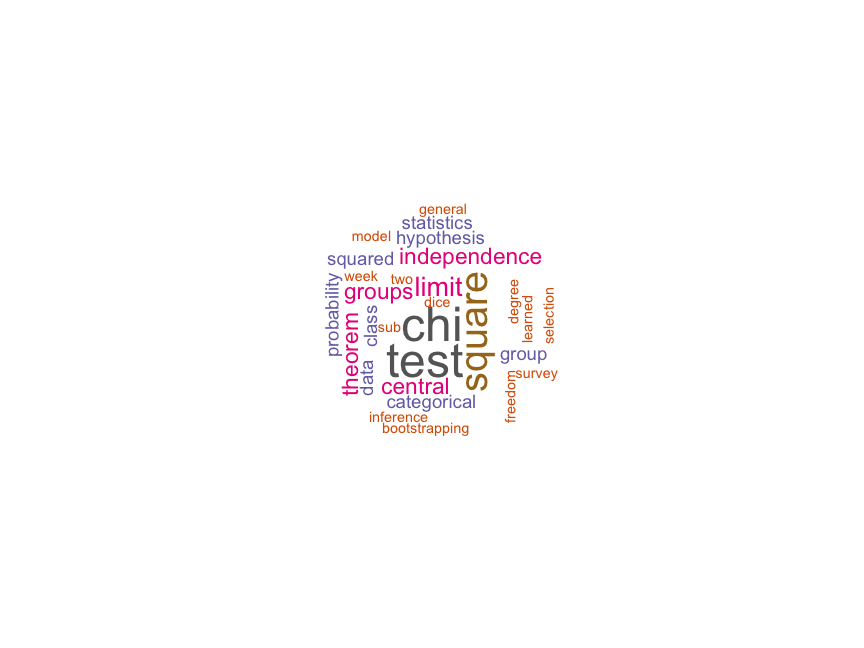 general
statistics
model
hypothesis
squared
independence
week
two
groups
limit
dice
probability
class
theorem
data
sub
chi
test
square
degree
learned
selection
group
survey
freedom
central
categorical
inference
bootstrapping